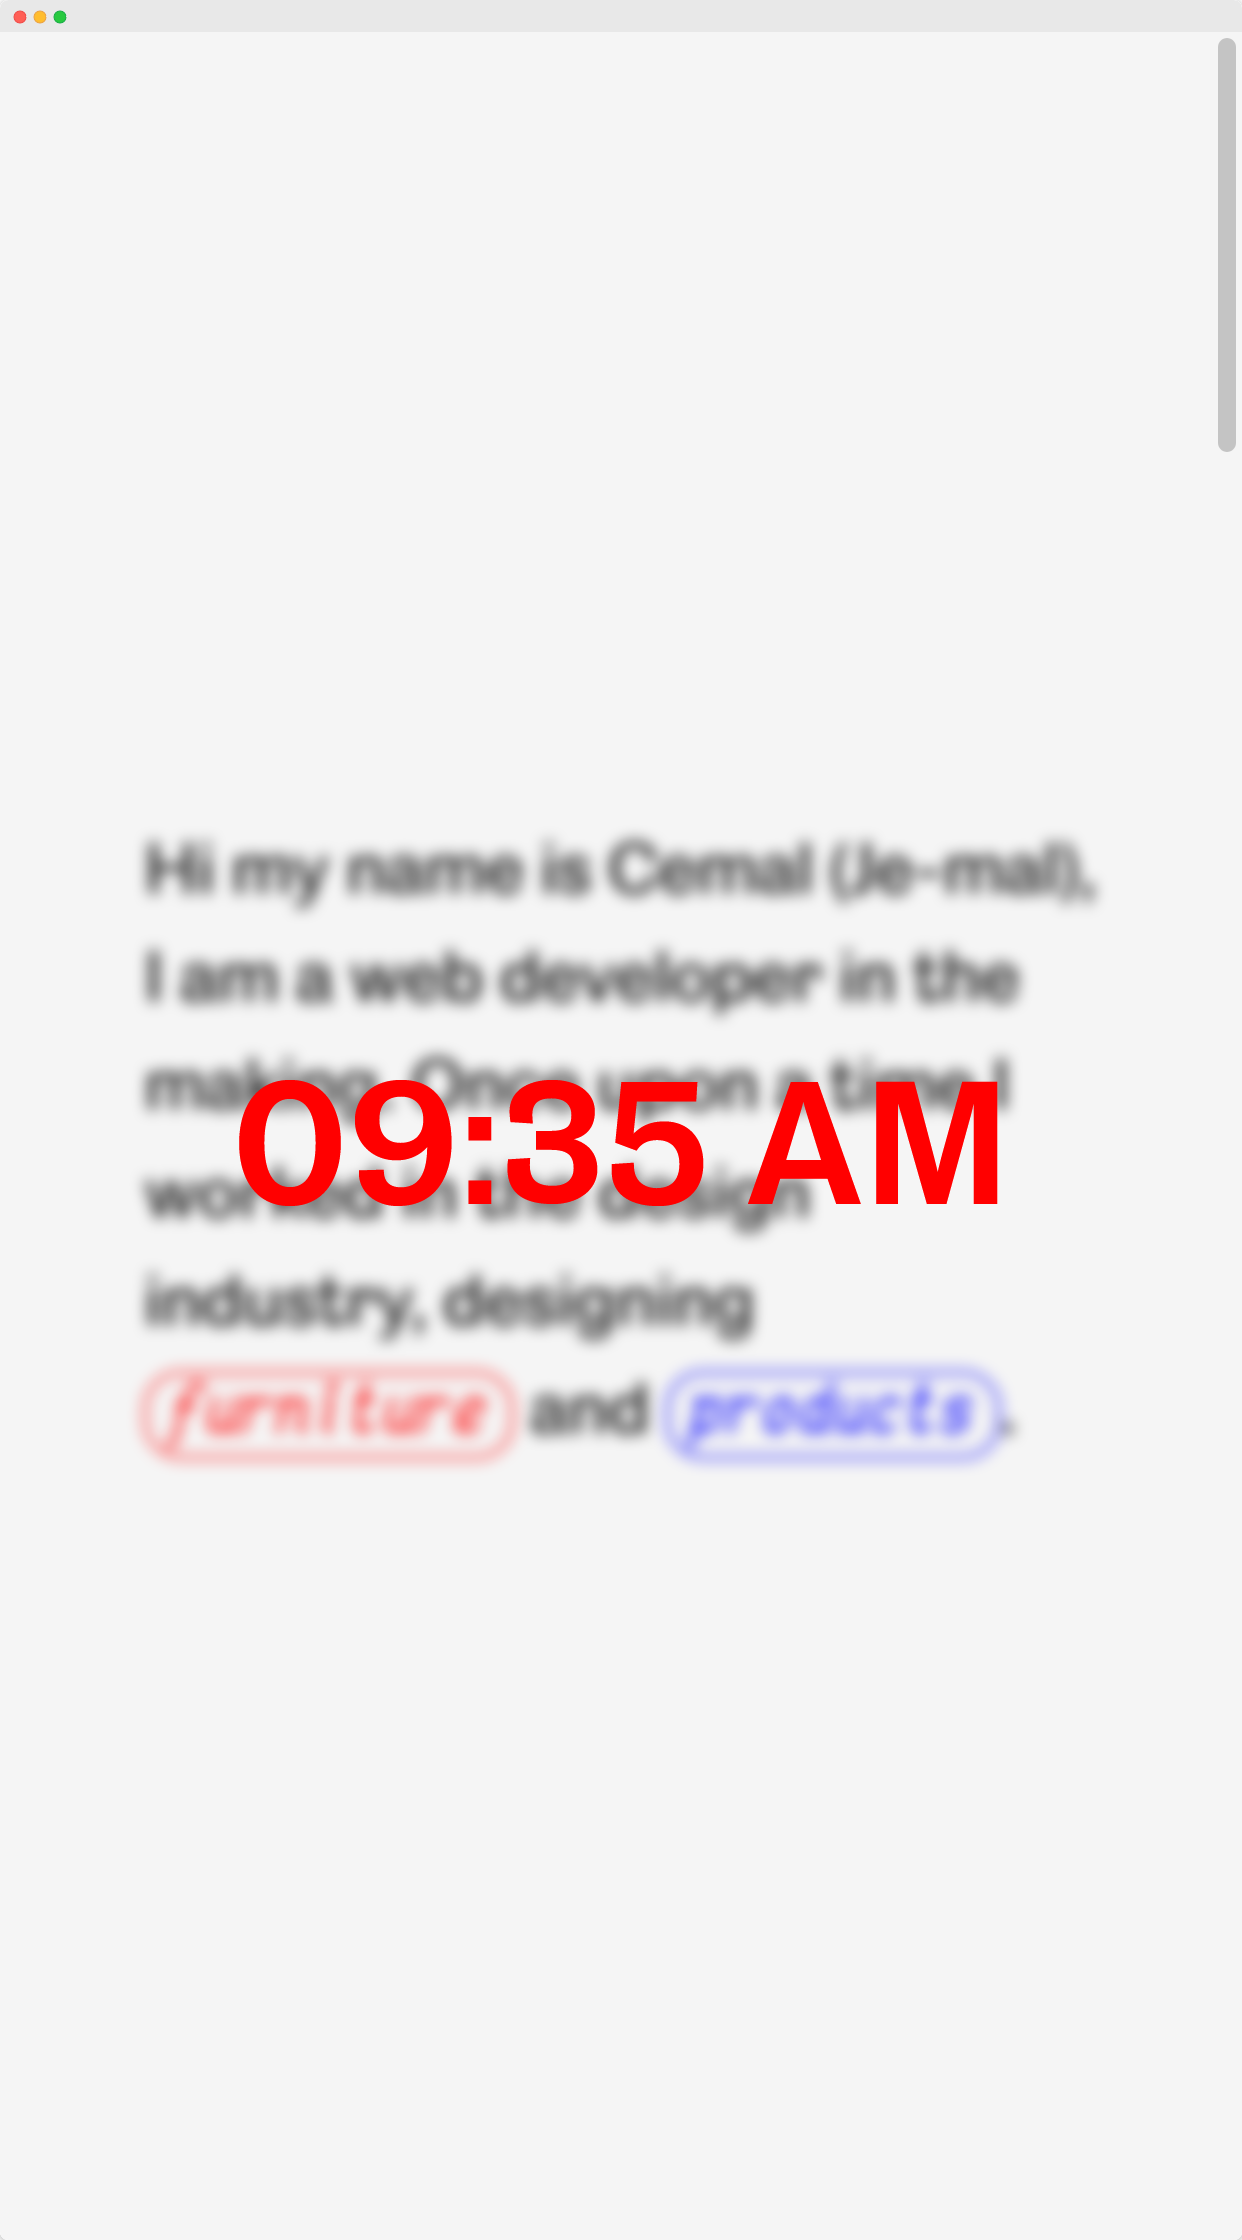 Hi my name is Cemal (Je-mal),
I am a web developer in the
making. Once upon a time I
09:35 AM
worked in the design
industry, designing
furniture and products.